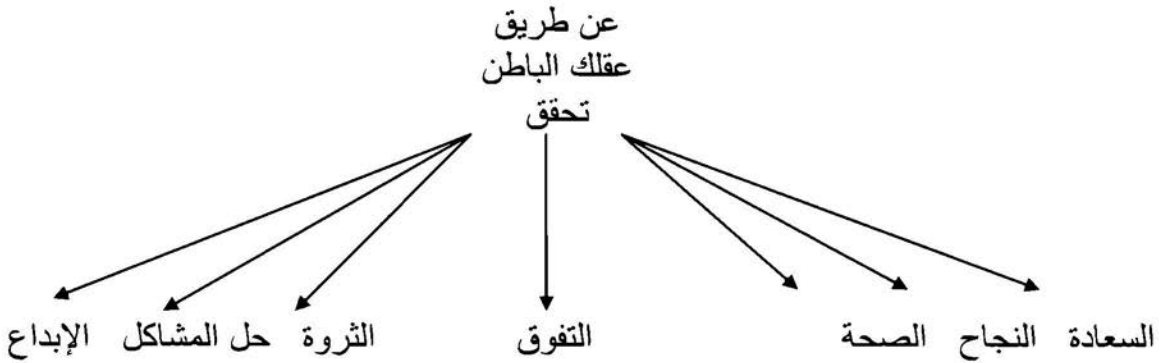 عن طريق
عقلك الباطن
تحقق
السعادة النجاح الصحة التفوق الثروة حل المشاكل الإبداع